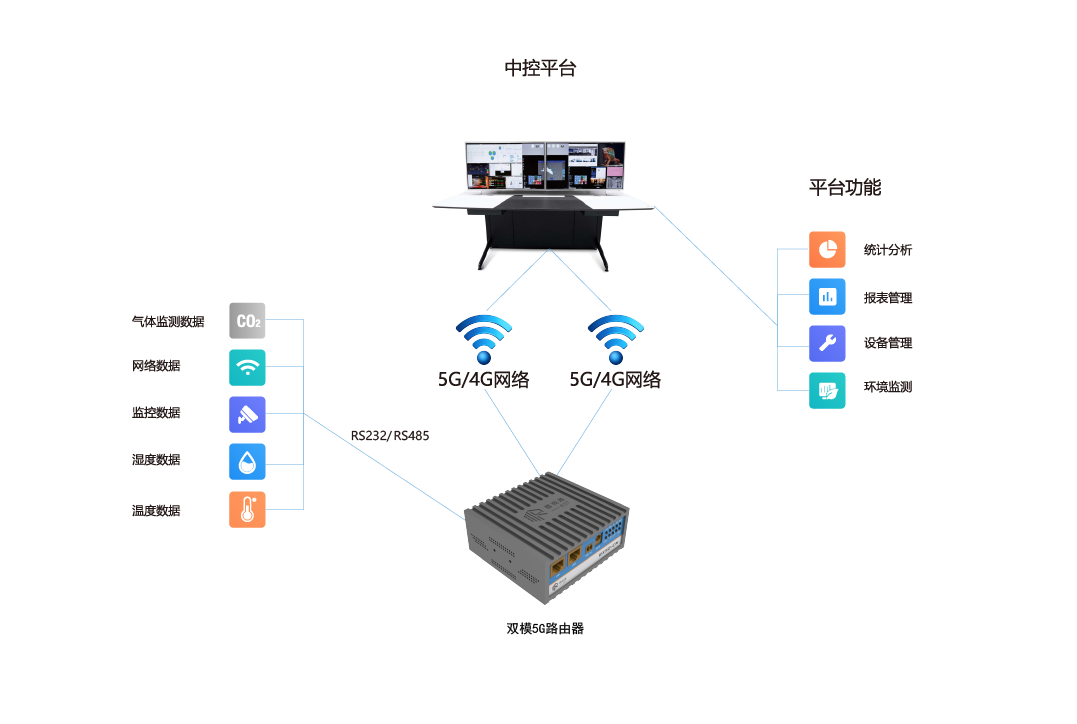 中控平台
平台功能
统计分析
报表管理
设备管理
环境监测
气体监测数据
CO₂
网络数据
监控数据
湿度数据
温度数据
5G/4G网络
5G/4G网络
RS232/RS485
双模5G路由器